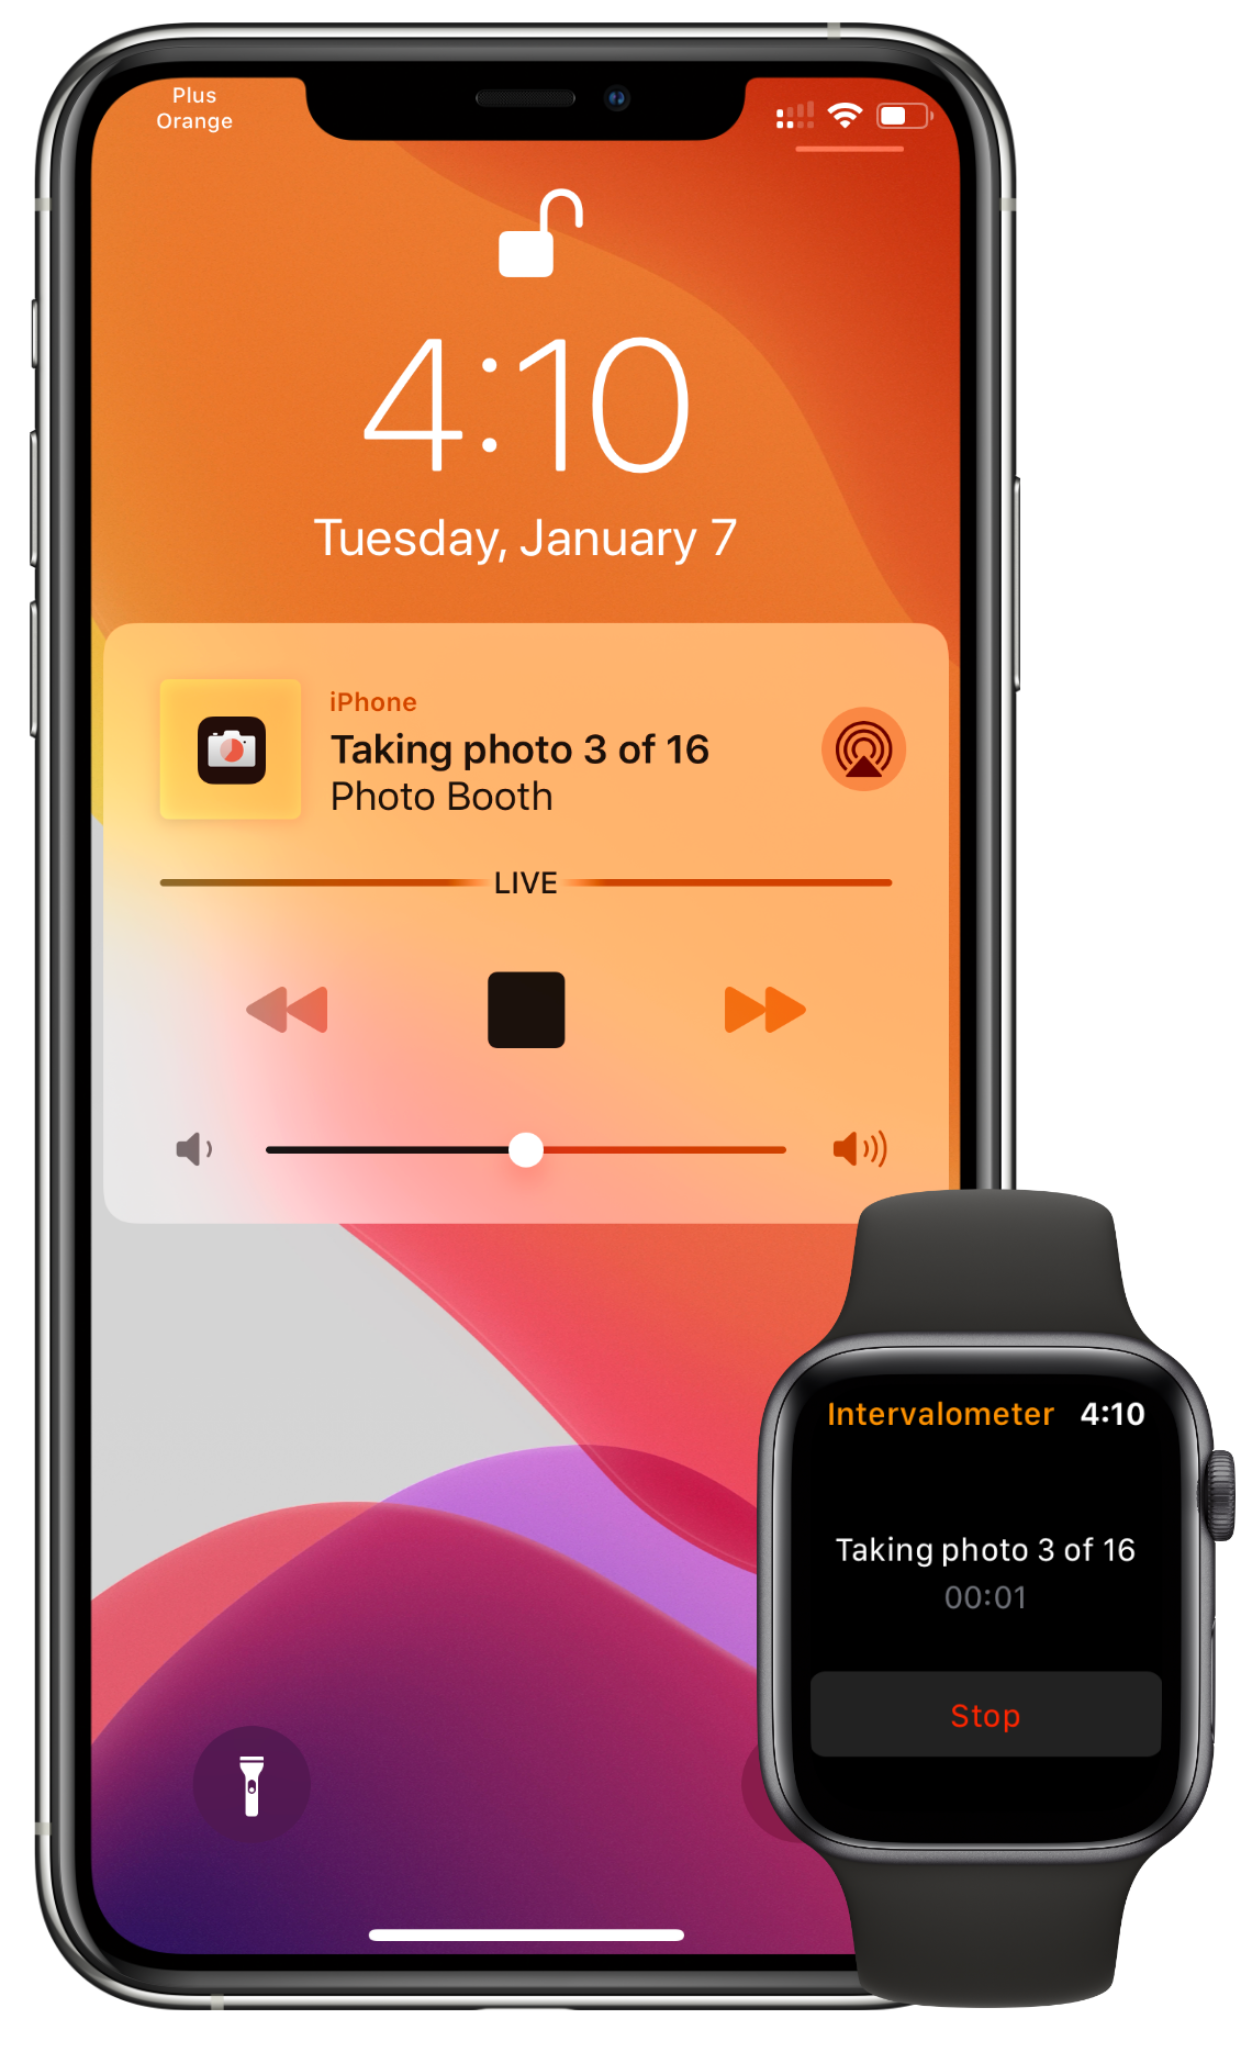 Plus
Orange
4:10
Tuesday, January 7
iPhone
Taking photo 3 of 16
Photo Booth
LIVE
Intervalometer 4:10
Taking photo 3 of 16
00:01
Stop